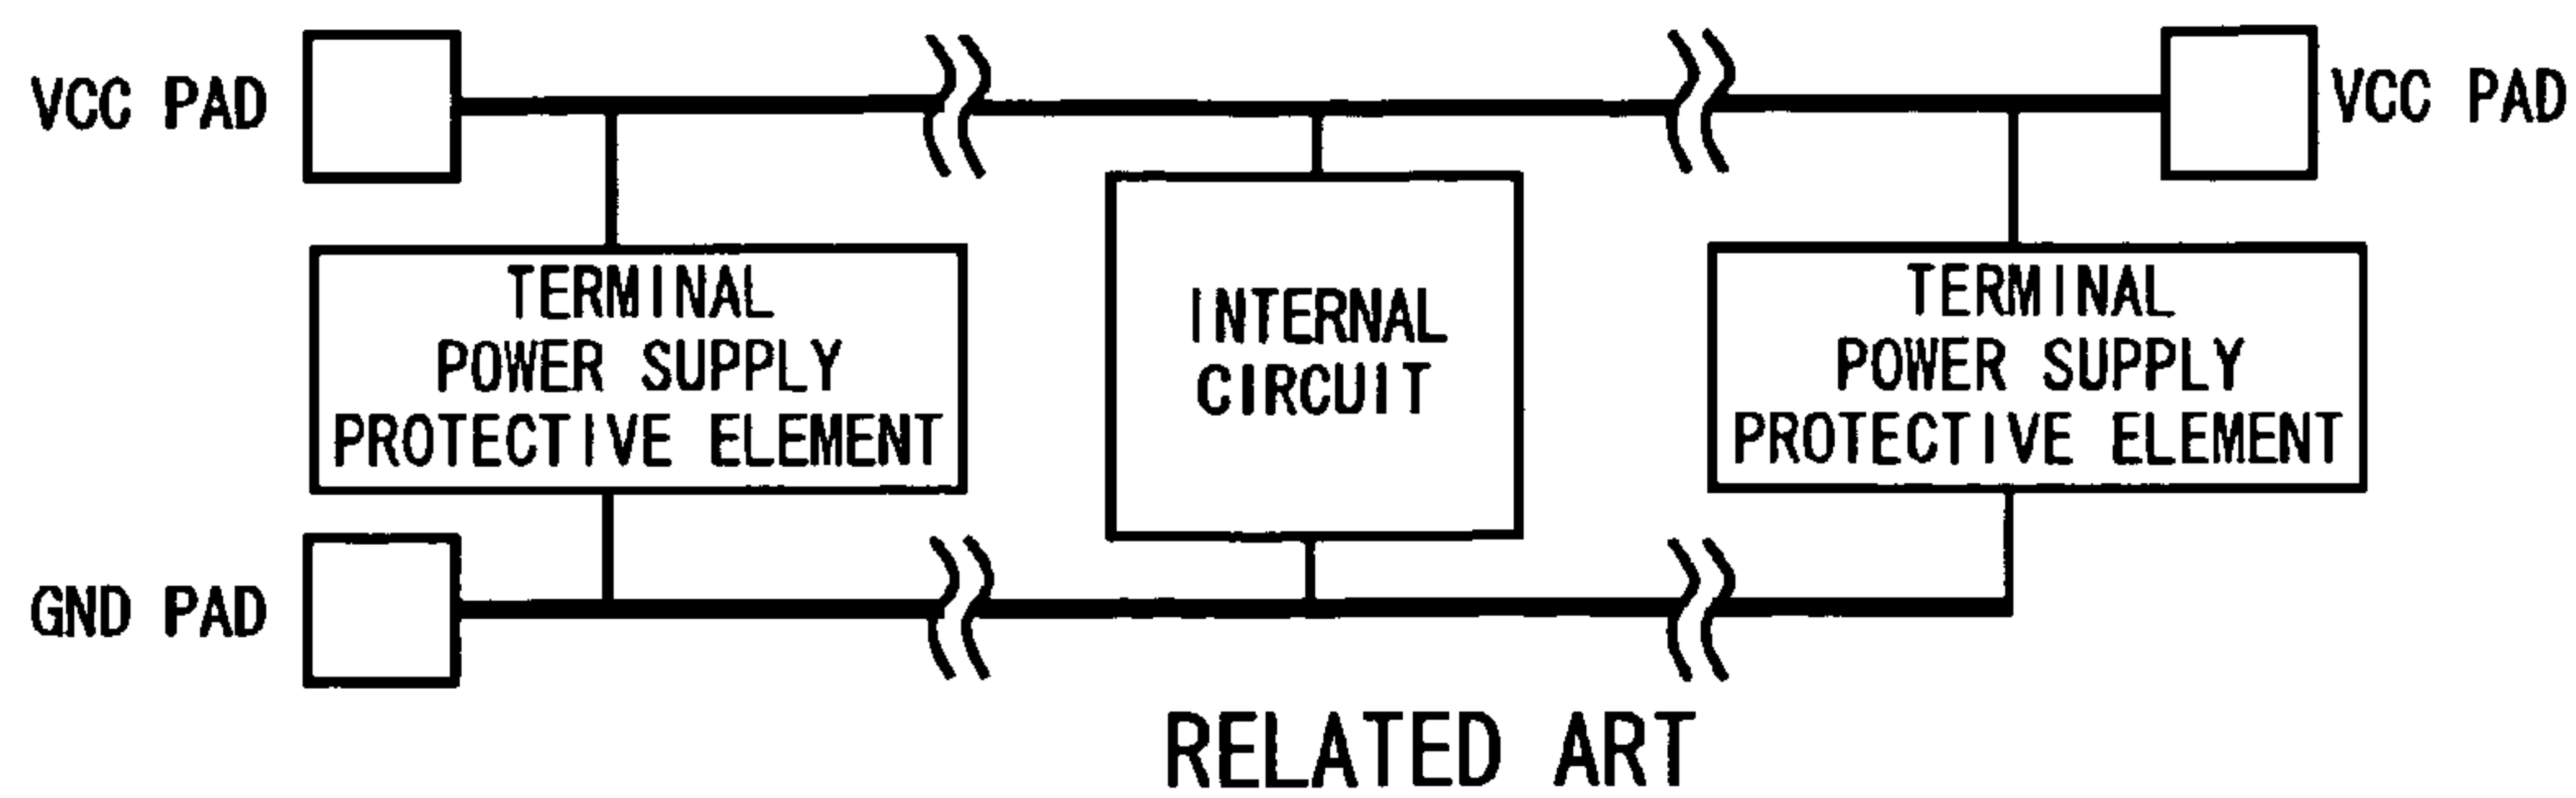 VCC PAD
VCC PAD
TERMINAL
POWER SUPPLY
PROTECTIVE ELEMENT
INTERNAL
CIRCUIT
TERMINAL
POWER SUPPLY
PROTECTIVE ELEMENT
GND PAD
RELATED ART